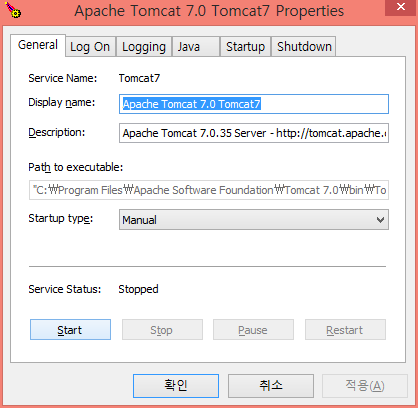 Apache Tomcat 7.0 Tomcat7 Properties
General Log On Logging Java Startup Shutdown
Service Name: Tomcat7
Display name: Apache Tomcat 7.0 Tomcat7
Description: Apache Tomcat 7.0.35 Server - http://tomcat.apache.
Path to executable:
"C:₩Program Files₩Apache Software Foundation₩Tomcat 7.0₩bin₩To
Startup type: Manual
Service Status: Stopped
Start Stop Pause Restart
확인 취소 적용(A)